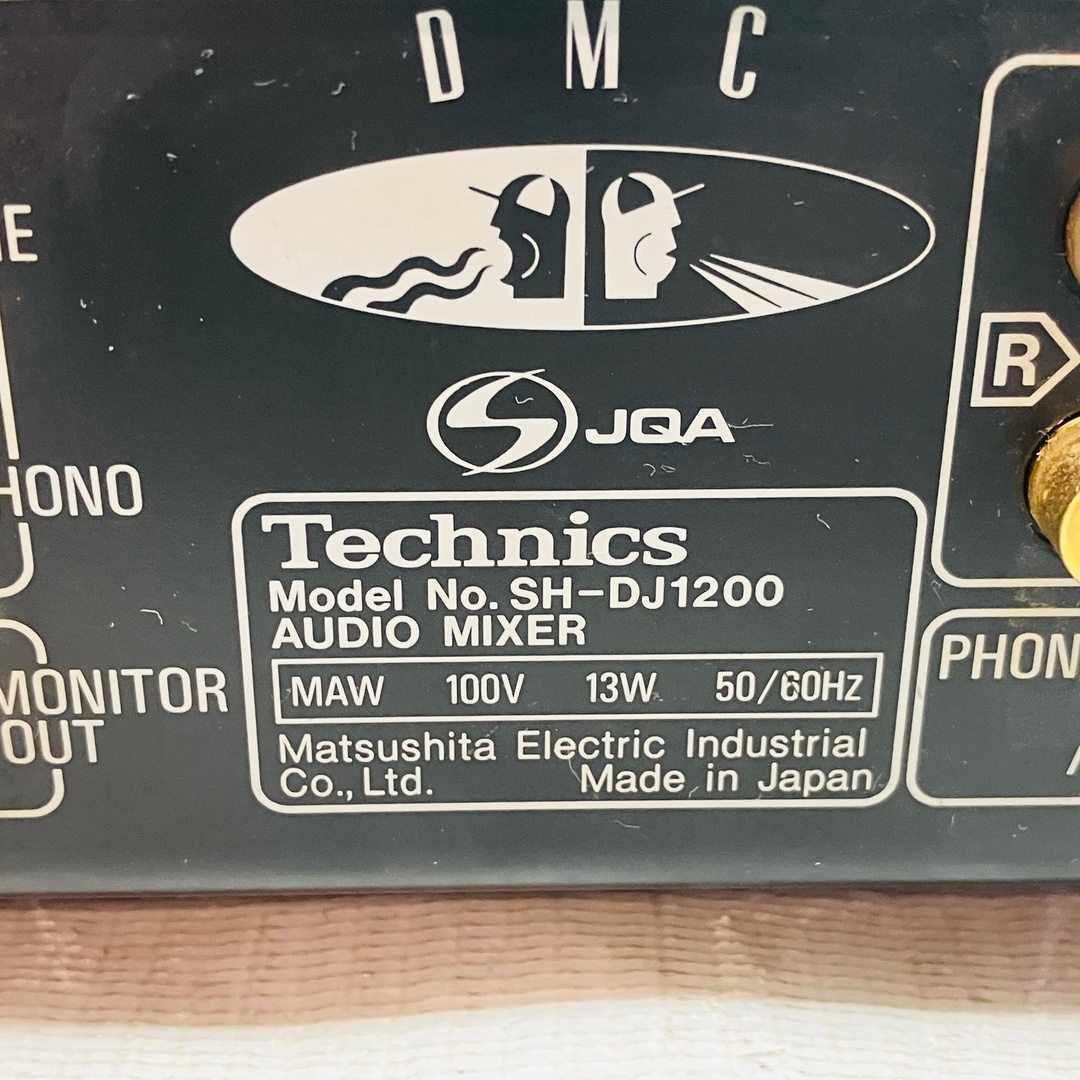 DMC
JQA
HONO
R
Technics
Model No. SH-DJ1200
AUDIO MIXER
MAW 100V 13W 50/60Hz
Matsushita Electric Industrial
Co., Ltd. Made in Japan
MONITOR
OUT
PHON